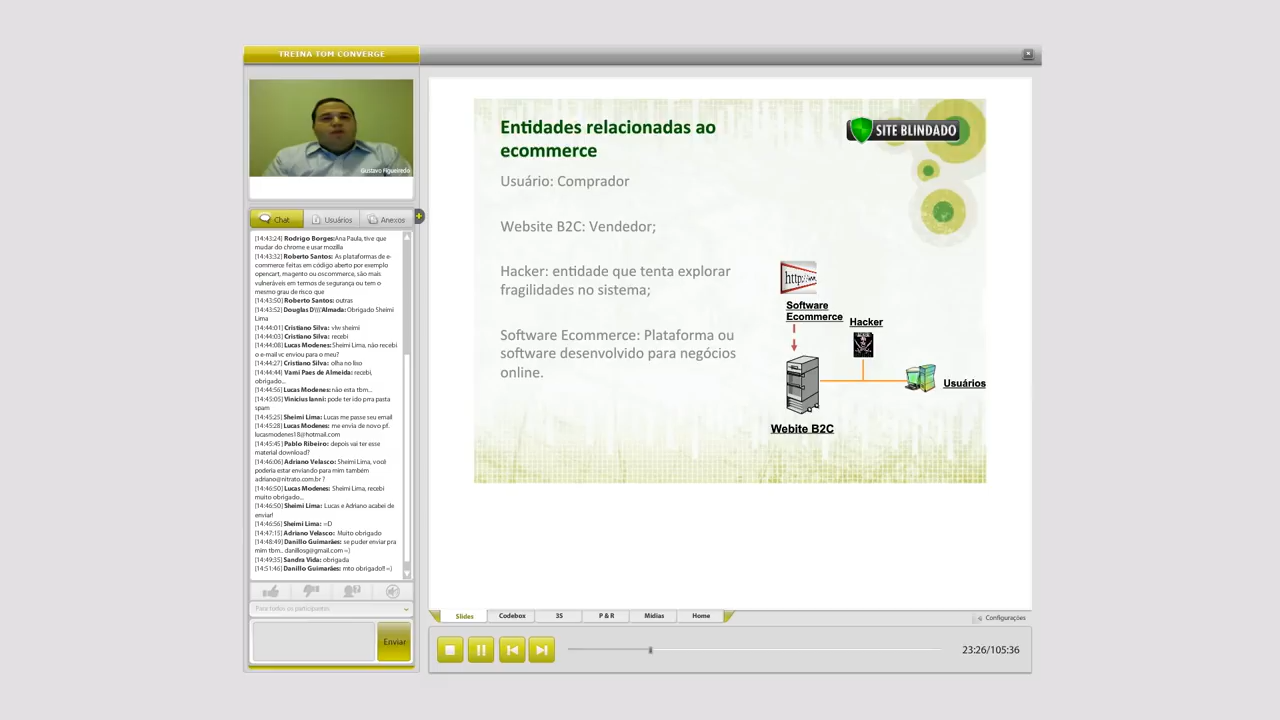 TREINA TOM CONVERGE
Gustavo Figueiredo
Chat
Usuários
Anexos
[14:43:24] Rodrigo Borges:Ana Paula, tive que
mudar do chrome e usar mozilla
[14:43:32] Roberto Santos: As plataformas de e-
commerce feitas em código aberto por exemplo
opencart, magento ou oscommerce, são mais
vulneráveis em termos de segurança ou tem o
mesmo grau de risco que
[14:43:50] Roberto Santos: outras
[14:43:52] Douglas D'///'Almada: Obrigado Sheimi
Lima
[14:44:01] Cristiano Silva: vlw sheimi
[14:44:03] Cristiano Silva: recebi
[14:44:08] Lucas Modenes: Sheimi Lima, não recebi
o e-mail vc enviou para o meu?
[14:44:27] Cristiano Silva: olha no lixo
[14:44:44] Vami Paes de Almeida: recebi,
obrigado...
[14:44:56] Lucas Modenes: não esta tbm...
[14:45:05] Vinicius Ianni: pode ter ido prra pasta
spam
[14:45:25] Sheimi Lima: Lucas me passe seu email
[14:45:28] Lucas Modenes: me envia de novo pf.
lucasmodenes18@hotmail.com
[14:45:45] Pablo Ribeiro: depois vai ter esse
material download?
[14:46:06] Adriano Velasco: Sheimi Lima, você
poderia estar enviando para mim também
adriano@nitrato.com.br ?
[14:46:50] Lucas Modenes: Sheimi Lima, recebi
muito obrigado...
[14:46:50] Sheimi Lima: Lucas e Adriano acabei de
enviar!
[14:46:56] Sheimi Lima: =D
[14:47:15] Adriano Velasco: Muito obrigado
[14:48:49] Danillo Guimarães: se puder enviar pra
mim tbm.. danillosg@gmail.com =)
[14:49:35] Sandra Vida: obrigada
[14:51:46] Danillo Guimarães: mto obrigado!! =)
Para todos os participantes
Enviar
Entidades relacionadas ao
ecommerce
SITE BLINDADO
Usuário: Comprador
Website B2C: Vendedor;
Hacker: entidade que tenta explorar
fragilidades no sistema;
Software Ecommerce: Plataforma ou
software desenvolvido para negócios
online.
Software
Ecommerce
Hacker
Usuários
Webite B2C
Slides
Codebox
3S
P & R
Mídias
Home
Configurações
23:26/105:36